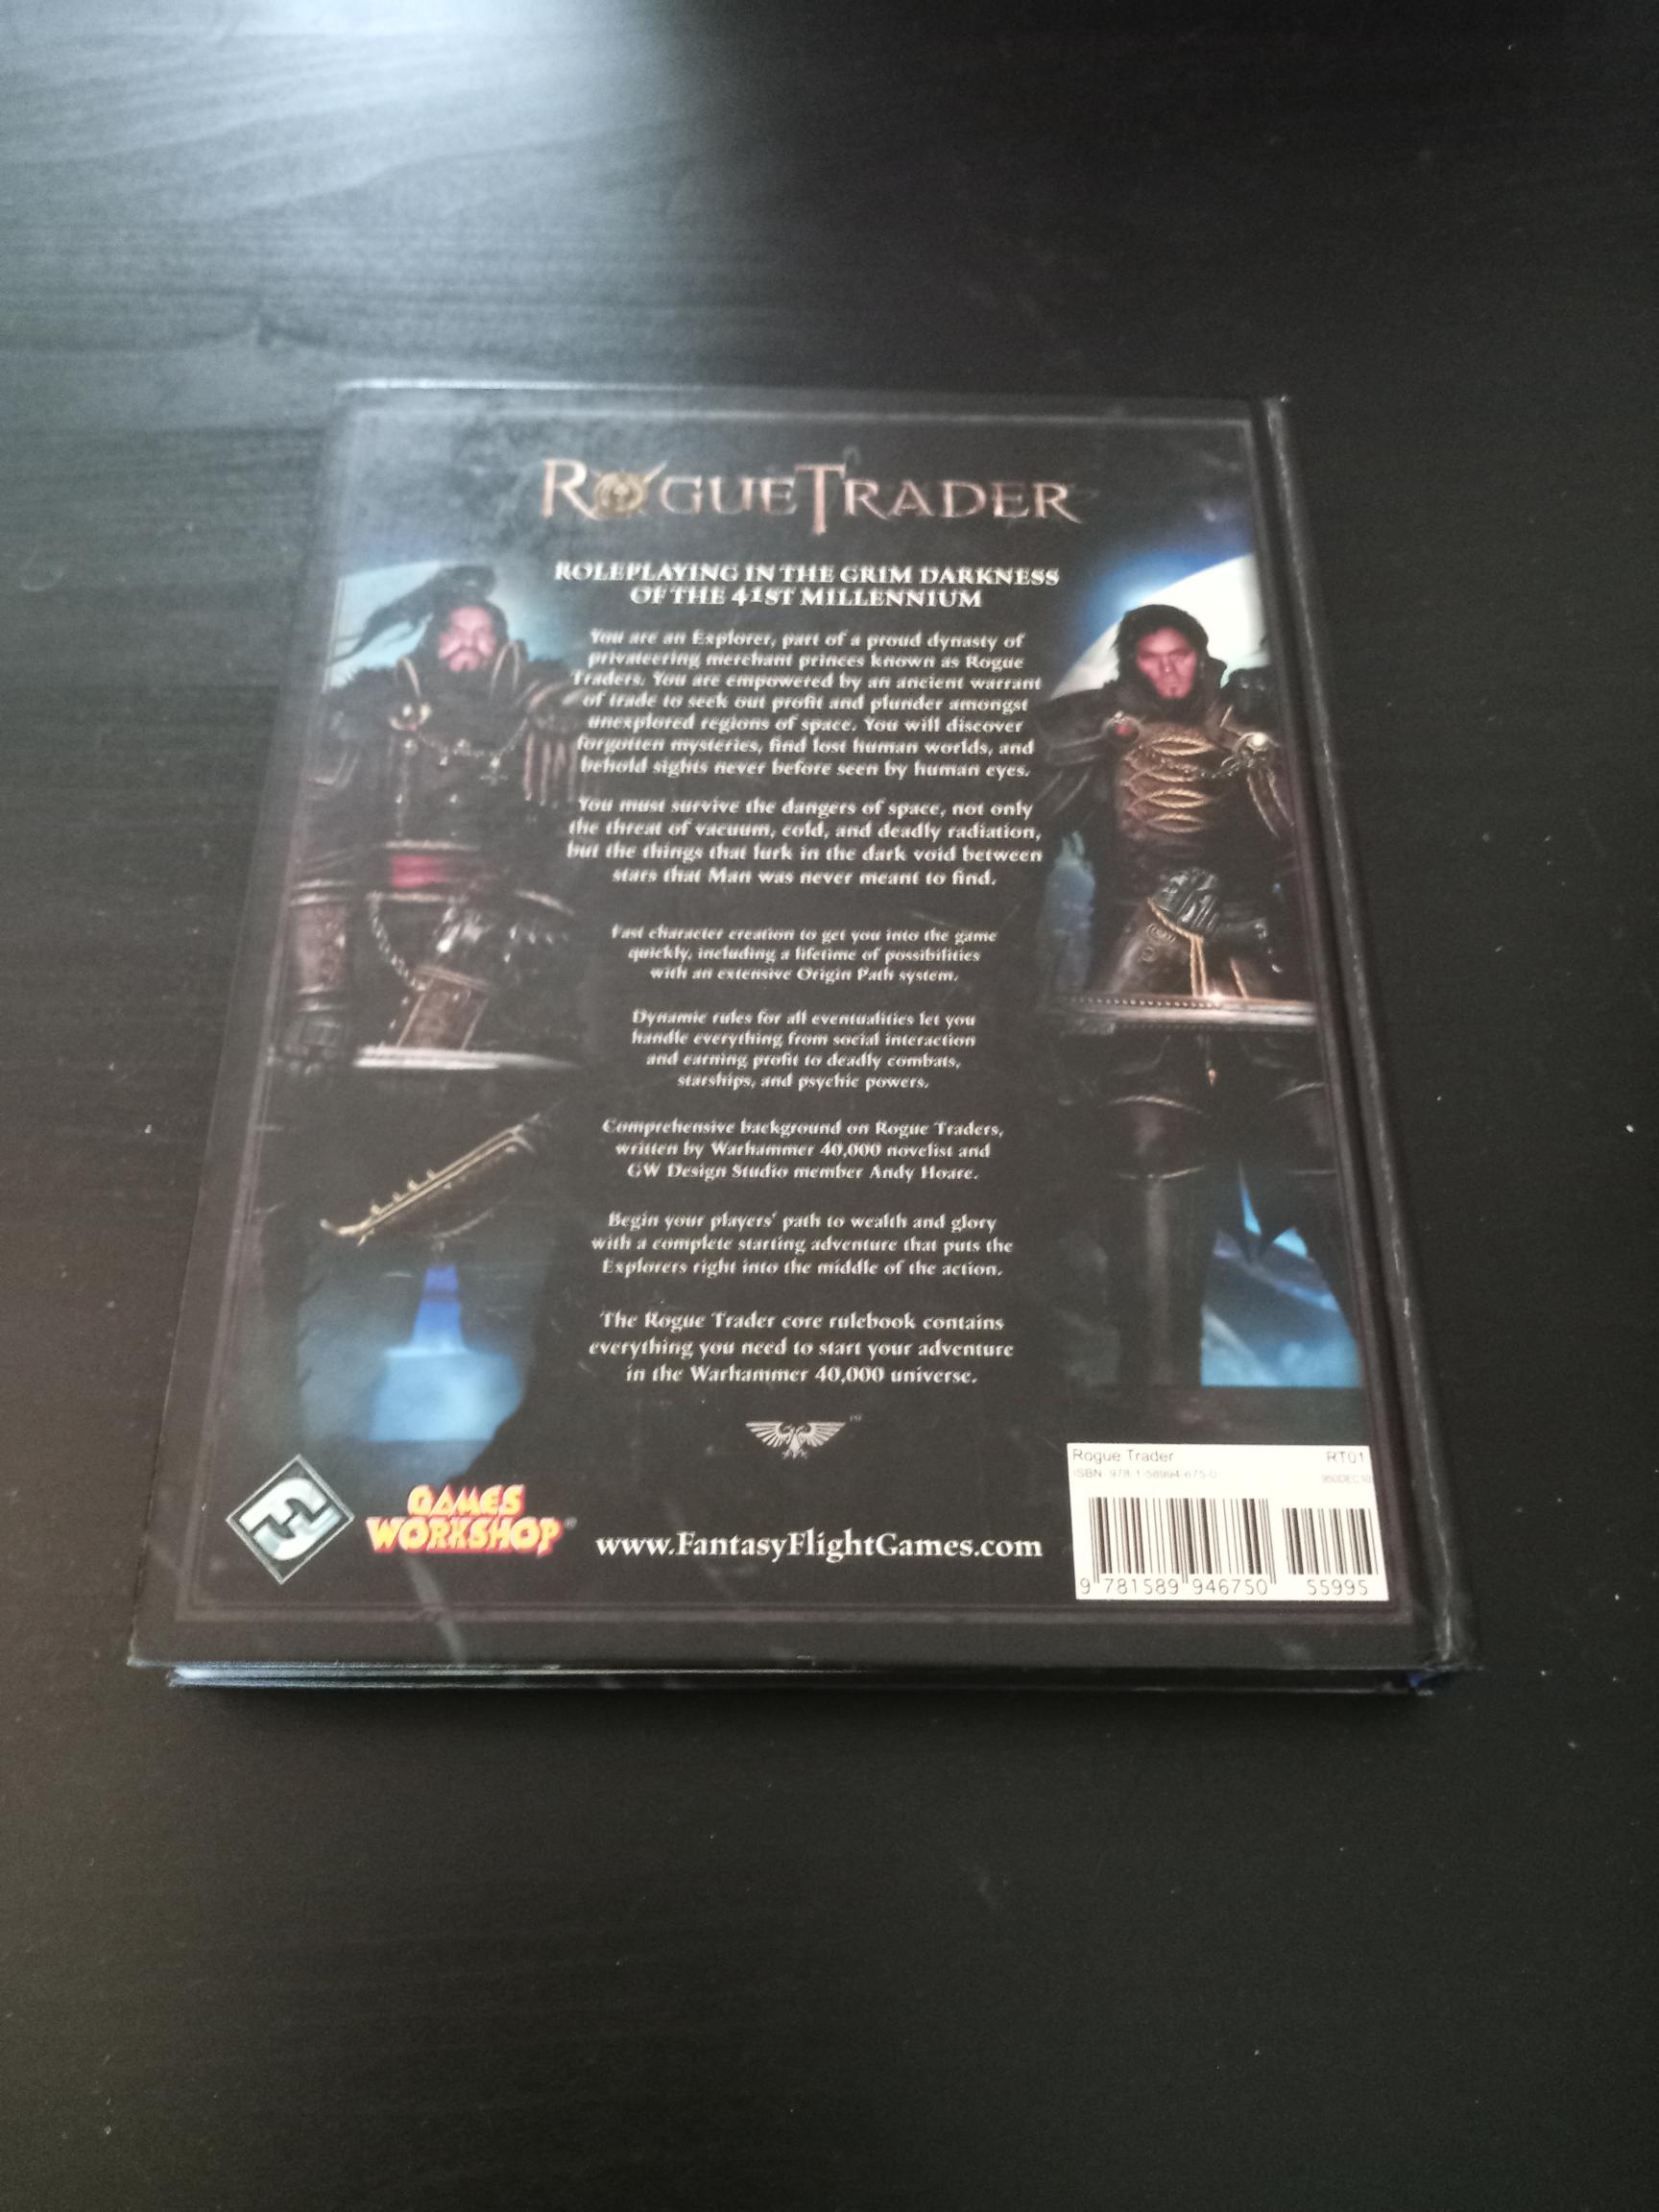 ROGUE TRADER
ROLEPLAYING IN THE GRIM DARKNESS
OF THE 41ST MILLENNIUM
You are an Explorer, part of a proud dynasty of
privateering merchant princes known as Rogue
Traders. You are empowered by an ancient warrant
of trade to seek out profit and plunder amongst
unexplored regions of space. You will discover
forgotten mysteries, find lost human worlds, and
behold sights never before seen by human eyes.
You must survive the dangers of space, not only
the threat of vacuum, cold, and deadly radiation,
but the things that lurk in the dark void between
stars that Man was never meant to find.
Fast character creation to get you into the game
quickly, including a lifetime of possibilities
with an extensive Origin Path system.
Dynamic rules for all eventualities let you
handle everything from social interaction
and earning profit to deadly combats,
starships, and psychic powers.
Comprehensive background on Rogue Traders,
written by Warhammer 40,000 novelist and
GW Design Studio member Andy Hoare.
Begin your players' path to wealth and glory
with a complete starting adventure that puts the
Explorers right into the middle of the action.
The Rogue Trader core rulebook contains
everything you need to start your adventure
in the Warhammer 40,000 universe.
TM
GAMES
WORKSHOP®
www.FantasyFlightGames.com
Rogue Trader RT01
ISBN: 978-1-58994-675-0
9 781589 946750 55995